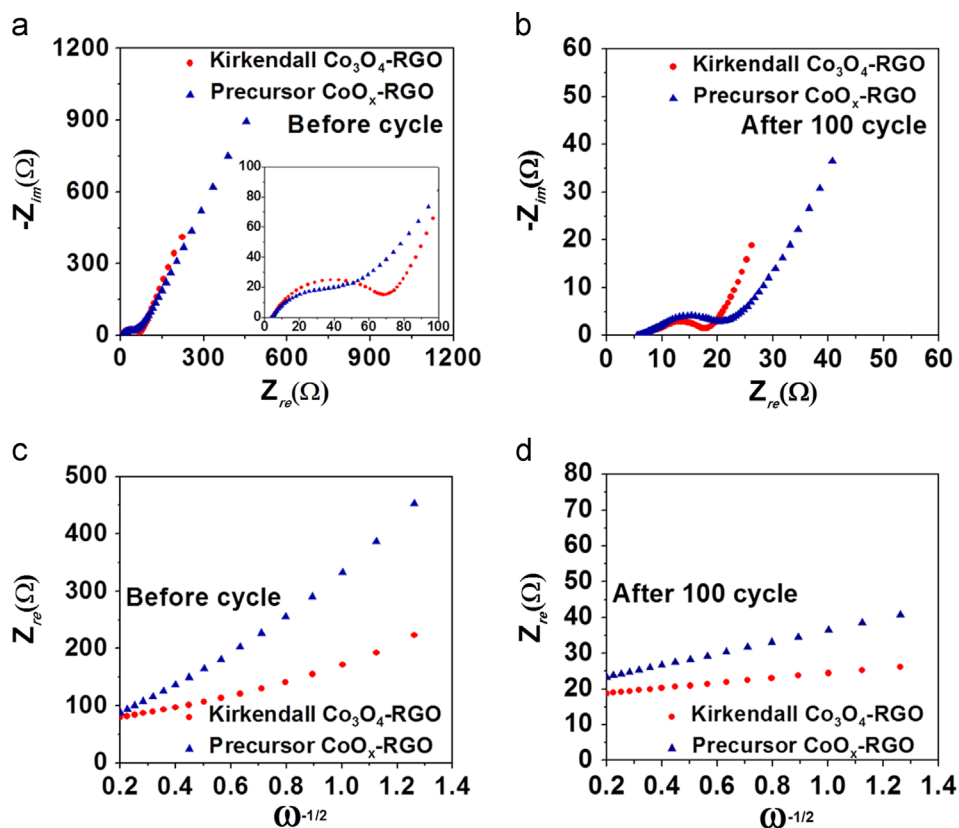 a
1200
900
600
300
0
-Zim(Ω)
Kirkendall Co3O4-RGO
Precursor CoOx-RGO
Before cycle
100
80
60
40
20
0
0 20 40 60 80 100
0 300 600 900 1200
Zre(Ω)
b
60
50
40
30
20
10
0
-Zim(Ω)
Kirkendall Co3O4-RGO
Precursor CoOx-RGO
After 100 cycle
0 10 20 30 40 50 60
Zre(Ω)
c
500
400
300
200
100
0
Zre(Ω)
Before cycle
Kirkendall Co3O4-RGO
Precursor CoOx-RGO
0.2 0.4 0.6 0.8 1.0 1.2 1.4
ω-1/2
d
80
70
60
50
40
30
20
10
0
Zre(Ω)
After 100 cycle
Kirkendall Co3O4-RGO
Precursor CoOx-RGO
0.2 0.4 0.6 0.8 1.0 1.2 1.4
ω-1/2